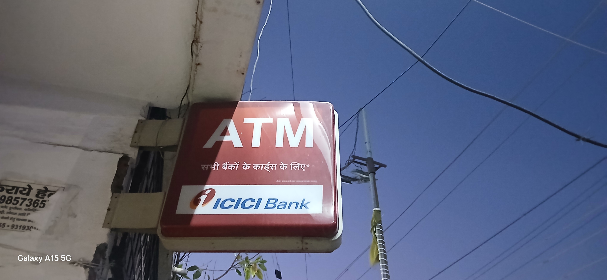 ATM
सभी बैंकों के कार्ड्स के लिए*
ICICI Bank
9857365
Galaxy A15 5G